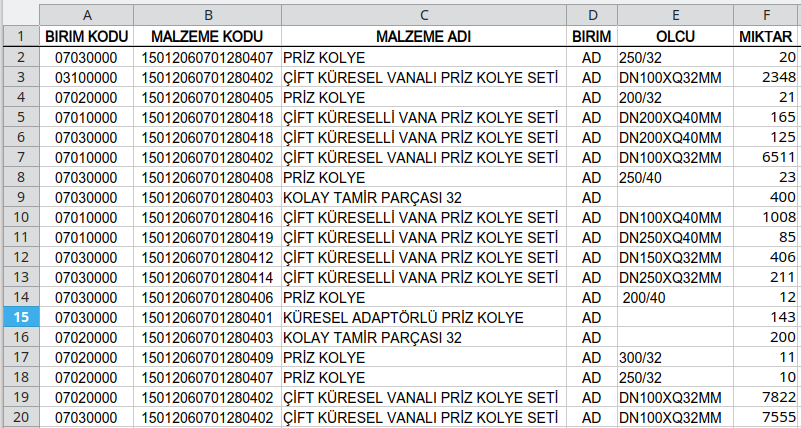 A B C D E F
1 BIRIM KODU MALZEME KODU MALZEME ADI BIRIM OLCU MIKTAR
2 07030000 15012060701280407 PRİZ KOLYE AD 250/32 20
3 03100000 15012060701280402 ÇİFT KÜRESEL VANALI PRİZ KOLYE SETİ AD DN100XQ32MM 2348
4 07020000 15012060701280405 PRİZ KOLYE AD 200/32 21
5 07010000 15012060701280418 ÇİFT KÜRESELLİ VANA PRİZ KOLYE SETİ AD DN200XQ40MM 165
6 07030000 15012060701280418 ÇİFT KÜRESELLİ VANA PRİZ KOLYE SETİ AD DN200XQ40MM 125
7 07010000 15012060701280402 ÇİFT KÜRESEL VANALI PRİZ KOLYE SETİ AD DN100XQ32MM 6511
8 07030000 15012060701280408 PRİZ KOLYE AD 250/40 23
9 07030000 15012060701280403 KOLAY TAMİR PARÇASI 32 AD 400
10 07010000 15012060701280416 ÇİFT KÜRESELLİ VANA PRİZ KOLYE SETİ AD DN100XQ40MM 1008
11 07010000 15012060701280419 ÇİFT KÜRESELLİ VANA PRİZ KOLYE SETİ AD DN250XQ40MM 85
12 07030000 15012060701280412 ÇİFT KÜRESELLİ VANA PRİZ KOLYE SETİ AD DN150XQ32MM 406
13 07030000 15012060701280414 ÇİFT KÜRESELLİ VANA PRİZ KOLYE SETİ AD DN250XQ32MM 211
14 07030000 15012060701280406 PRİZ KOLYE AD 200/40 12
15 07030000 15012060701280401 KÜRESEL ADAPTÖRLÜ PRİZ KOLYE AD 143
16 07020000 15012060701280403 KOLAY TAMİR PARÇASI 32 AD 200
17 07020000 15012060701280409 PRİZ KOLYE AD 300/32 11
18 07020000 15012060701280407 PRİZ KOLYE AD 250/32 10
19 07020000 15012060701280402 ÇİFT KÜRESEL VANALI PRİZ KOLYE SETİ AD DN100XQ32MM 7822
20 07030000 15012060701280402 ÇİFT KÜRESEL VANALI PRİZ KOLYE SETİ AD DN100XQ32MM 7555